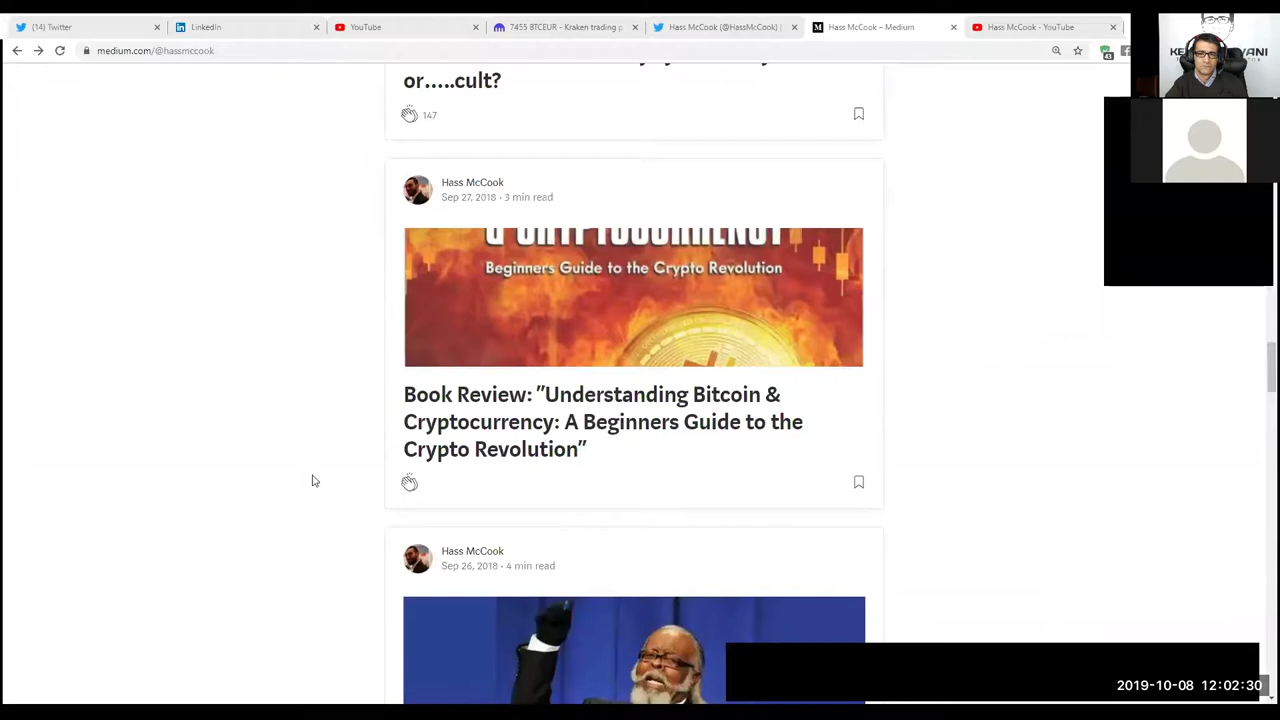 (14) Twitter
LinkedIn
YouTube
7455 BTCEUR - Kraken trading p
Hass McCook (@HassMcCook) |
Hass McCook – Medium
Hass McCook - YouTube
medium.com/@hassmccook
43
or…..cult?
147
Hass McCook
Sep 27, 2018 · 3 min read
& CRYPTOCURRENCY
Beginners Guide to the Crypto Revolution
Book Review: ”Understanding Bitcoin &
Cryptocurrency: A Beginners Guide to the
Crypto Revolution”
Hass McCook
Sep 26, 2018 · 4 min read
2019-10-08 12:02:30